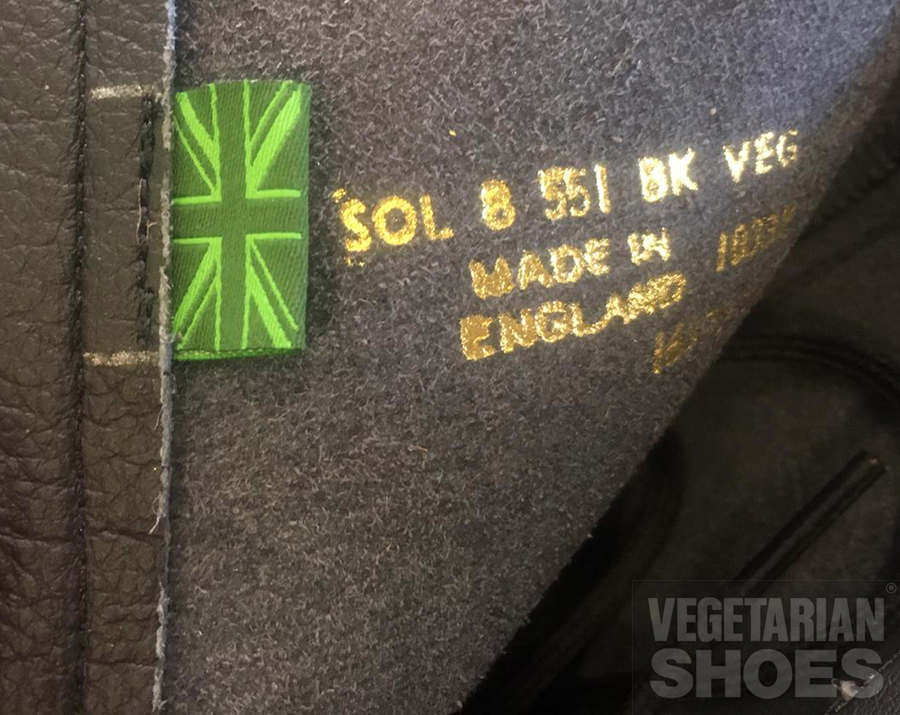 SOL 8 551 BK VEG
MADE IN
ENGLAND
VEGETARIAN®
SHOES